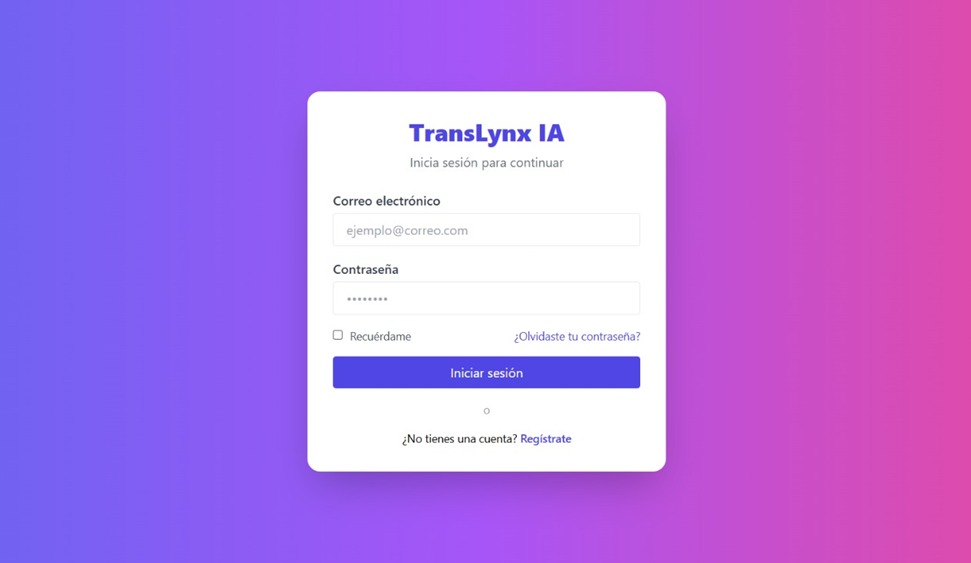 TransLynx IA
Inicia sesión para continuar
Correo electrónico
ejemplo@correo.com
Contraseña
••••••••
Recuérdame ¿Olvidaste tu contraseña?
Iniciar sesión
o
¿No tienes una cuenta? Regístrate